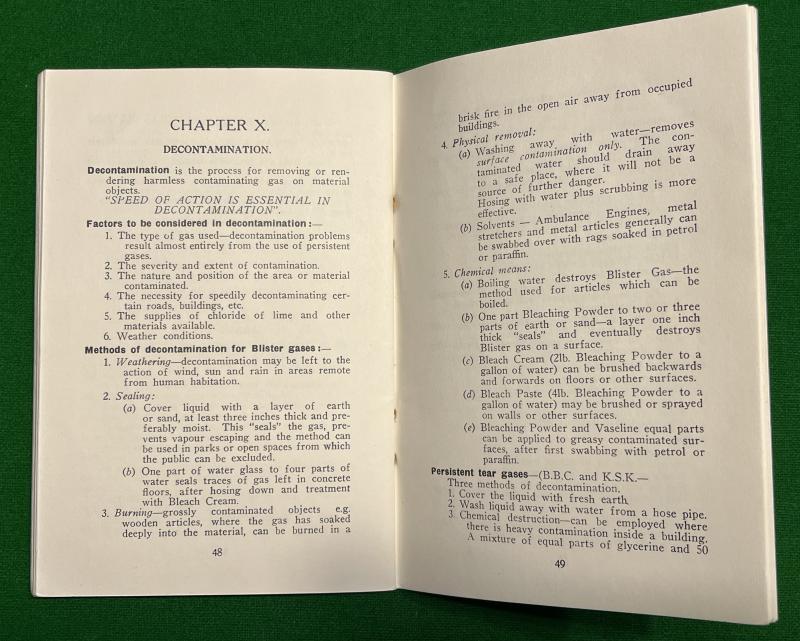 CHAPTER X.
DECONTAMINATION.
Decontamination is the process for removing or ren-
dering harmless contaminating gas on material
objects.
"SPEED OF ACTION IS ESSENTIAL IN
DECONTAMINATION".
Factors to be considered in decontamination:—
1. The type of gas used—decontamination problems
result almost entirely from the use of persistent
gases.
2. The severity and extent of contamination.
3. The nature and position of the area or material
contaminated.
4. The necessity for speedily decontaminating cer-
tain roads, buildings, etc.
5. The supplies of chloride of lime and other
materials available.
6. Weather conditions.
Methods of decontamination for Blister gases:—
1. Weathering—decontamination may be left to the
action of wind, sun and rain in areas remote
from human habitation.
2. Sealing:
(a) Cover liquid with a layer of earth
or sand, at least three inches thick and pre-
ferably moist. This "seals" the gas, pre-
vents vapour escaping and the method can
be used in parks or open spaces from which
the public can be excluded.
(b) One part of water glass to four parts of
water seals traces of gas left in concrete
floors, after hosing down and treatment
with Bleach Cream.
3. Burning—grossly contaminated objects e.g.
wooden articles, where the gas has soaked
deeply into the material, can be burned in a
48
brisk fire in the open air away from occupied
buildings.
4. Physical removal:
(a) Washing away with water—removes
surface contamination only. The con-
taminated water should drain away
to a safe place, where it will not be a
source of further danger.
Hosing with water plus scrubbing is more
effective.
(b) Solvents — Ambulance Engines, metal
stretchers and metal articles generally can
be swabbed over with rags soaked in petrol
or paraffin.
5. Chemical means:
(a) Boiling water destroys Blister Gas—the
method used for articles which can be
boiled.
(b) One part Bleaching Powder to two or three
parts of earth or sand—a layer one inch
thick "seals" and eventually destroys
Blister gas on a surface.
(c) Bleach Cream (2lb. Bleaching Powder to a
gallon of water) can be brushed backwards
and forwards on floors or other surfaces.
(d) Bleach Paste (4lb. Bleaching Powder to a
gallon of water) may be brushed or sprayed
on walls or other surfaces.
(e) Bleaching Powder and Vaseline equal parts
can be applied to greasy contaminated sur-
faces, after first swabbing with petrol or
paraffin.
Persistent tear gases—(B.B.C. and K.S.K.—
Three methods of decontamination.
1. Cover the liquid with fresh earth
2. Wash liquid away with water from a hose pipe.
3. Chemical destruction—can be employed where
there is heavy contamination inside a building.
A mixture of equal parts of glycerine and 50
49